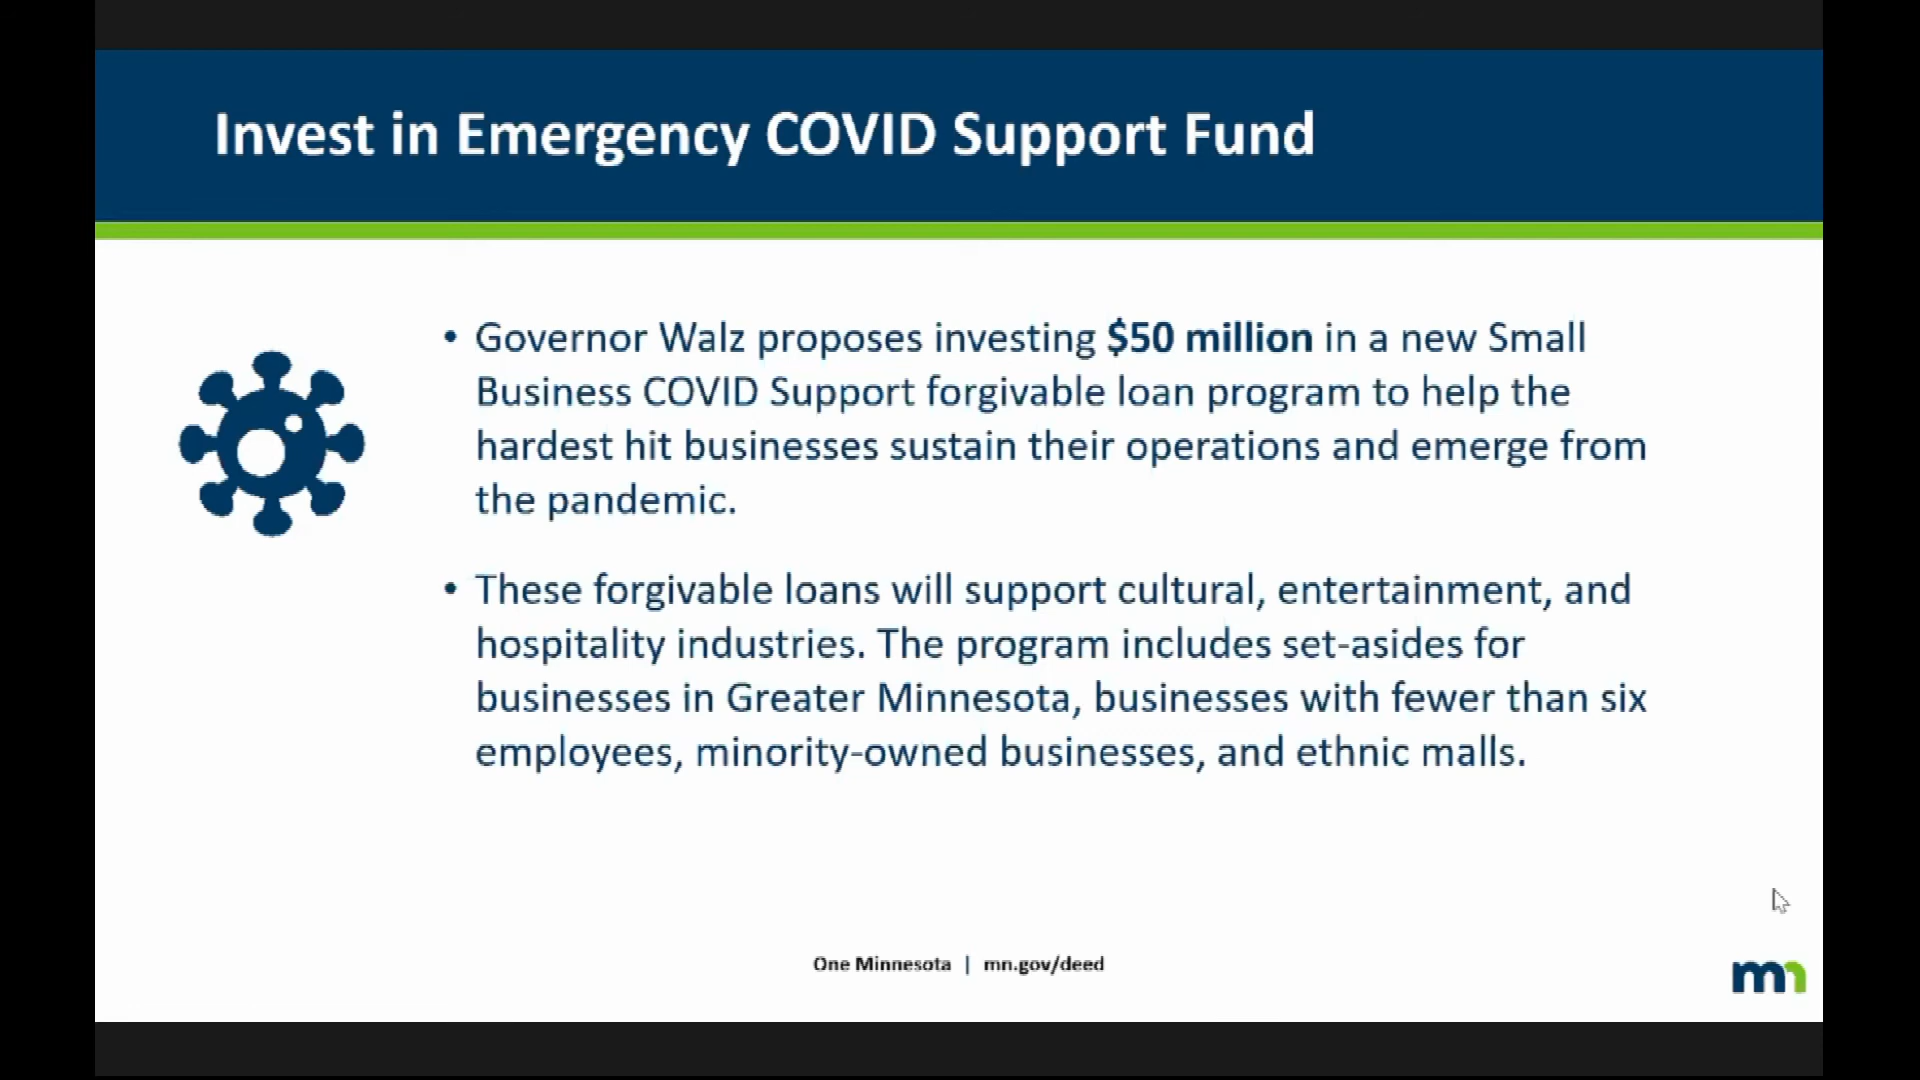 Invest in Emergency COVID Support Fund
• Governor Walz proposes investing $50 million in a new Small
Business COVID Support forgivable loan program to help the
hardest hit businesses sustain their operations and emerge from
the pandemic.
• These forgivable loans will support cultural, entertainment, and
hospitality industries. The program includes set-asides for
businesses in Greater Minnesota, businesses with fewer than six
employees, minority-owned businesses, and ethnic malls.
One Minnesota | mn.gov/deed
mn